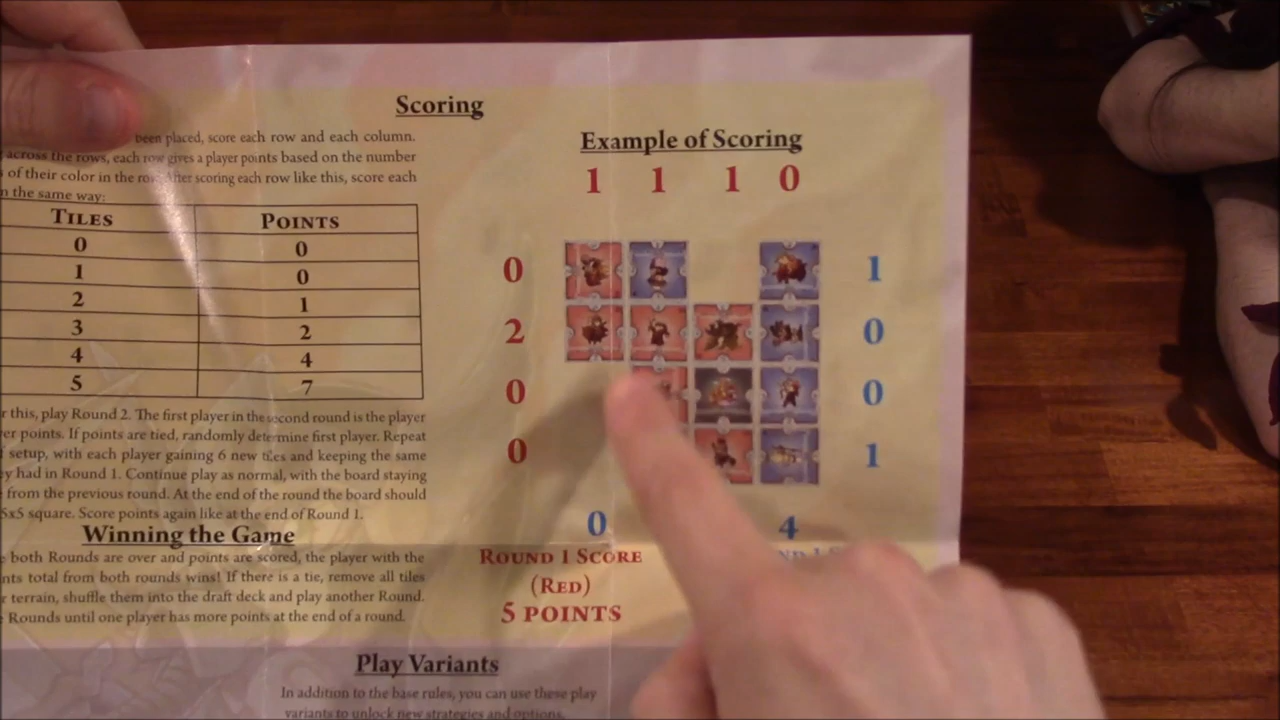 Scoring
been placed, score each row and each column.
across the rows, each row gives a player points based on the number
of their color in the row. After scoring each row like this, score each
the same way:
TILES POINTS
0 0
1 0
2 1
3 2
4 4
5 7
this, play Round 2. The first player in the second round is the player
points. If points are tied, randomly determine first player. Repeat
setup, with each player gaining 6 new tiles and keeping the same
had in Round 1. Continue play as normal, with the board staying
from the previous round. At the end of the round the board should
5x5 square. Score points again like at the end of Round 1.
Winning the Game
both Rounds are over and points are scored, the player with the
total from both rounds wins! If there is a tie, remove all tiles
terrain, shuffle them into the draft deck and play another Round.
Rounds until one player has more points at the end of a round.
Example of Scoring
1 1 1 0
0 1
2 0
0 0
0 1
0 4
ROUND 1 SCORE
(RED)
5 POINTS
Play Variants
In addition to the base rules, you can use these play
variants to unlock new strategies and options.